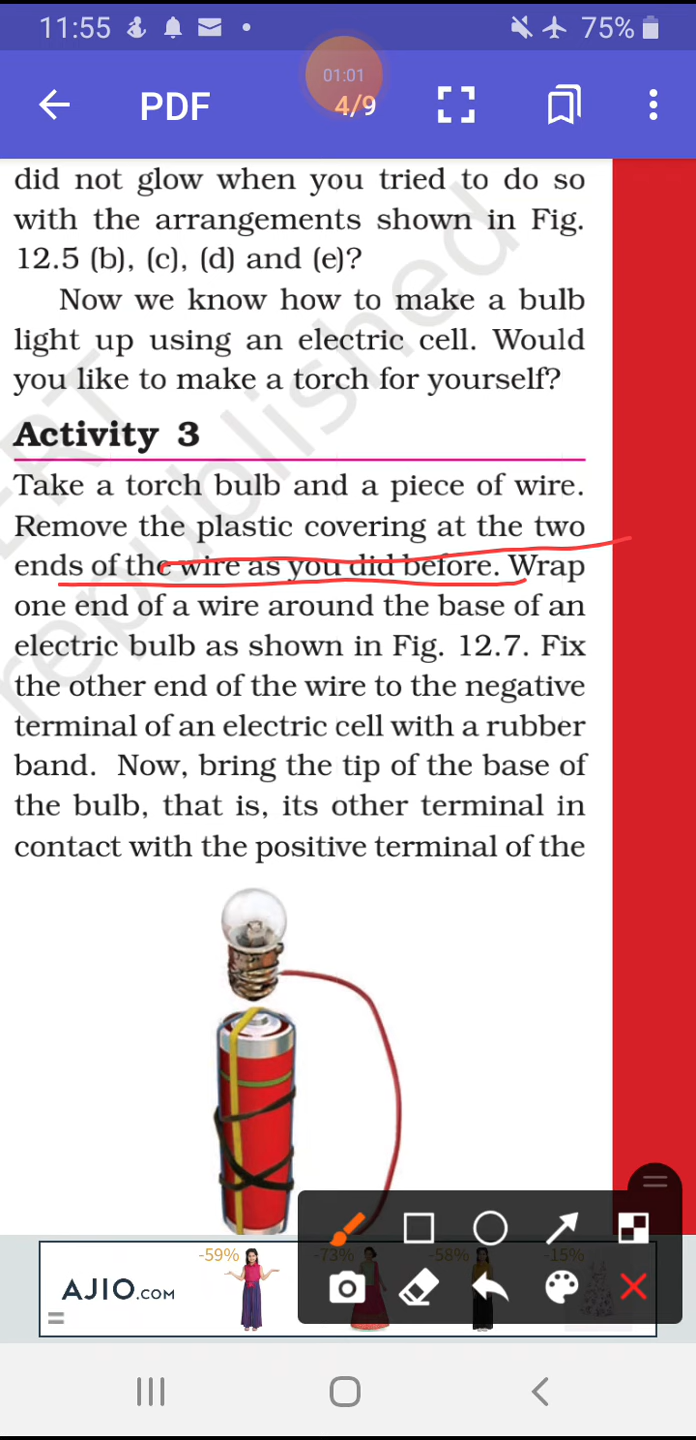 11:55 75%
01:01
PDF 4/9
did not glow when you tried to do so
with the arrangements shown in Fig.
12.5 (b), (c), (d) and (e)?
Now we know how to make a bulb
light up using an electric cell. Would
you like to make a torch for yourself?
Activity 3
Take a torch bulb and a piece of wire.
Remove the plastic covering at the two
ends of the wire as you did before. Wrap
one end of a wire around the base of an
electric bulb as shown in Fig. 12.7. Fix
the other end of the wire to the negative
terminal of an electric cell with a rubber
band. Now, bring the tip of the base of
the bulb, that is, its other terminal in
contact with the positive terminal of the
republished
-59% -73% -58% -15%
AJIO.COM